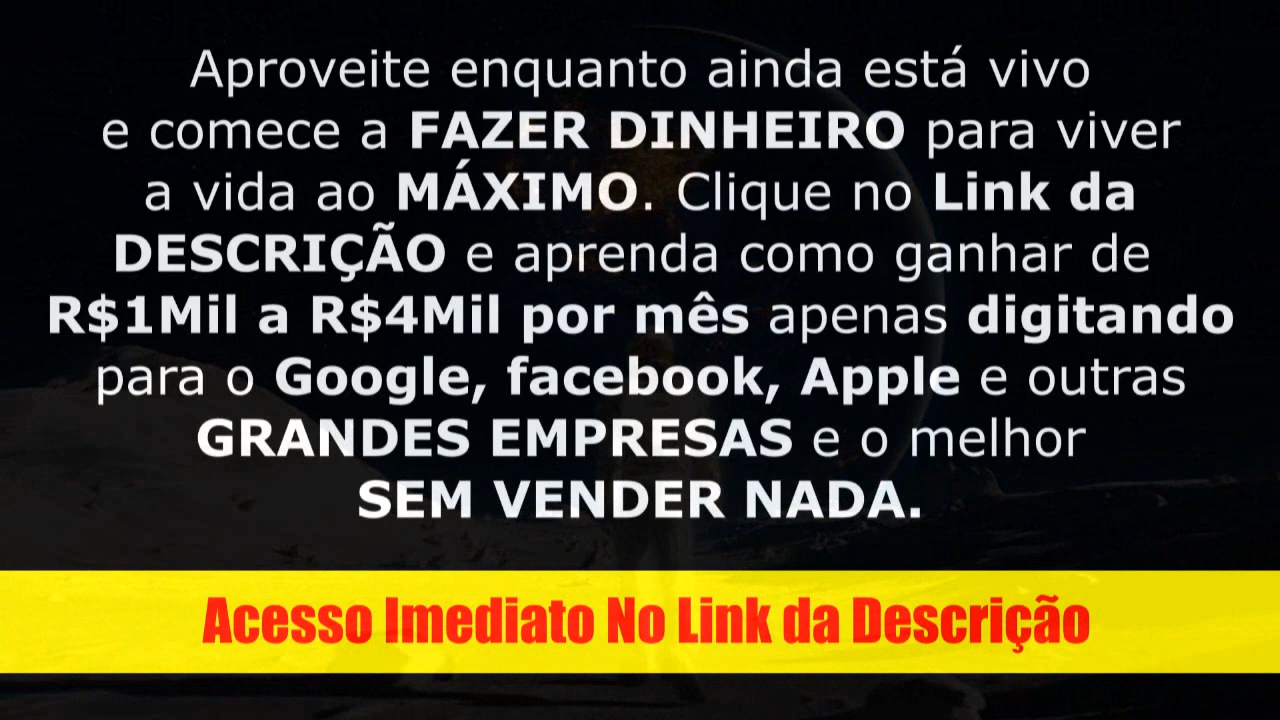 Aproveite enquanto ainda está vivo
e comece a FAZER DINHEIRO para viver
a vida ao MÁXIMO. Clique no Link da
DESCRIÇÃO e aprenda como ganhar de
R$1Mil a R$4Mil por mês apenas digitando
para o Google, facebook, Apple e outras
GRANDES EMPRESAS e o melhor
SEM VENDER NADA.
Acesso Imediato No Link da Descrição